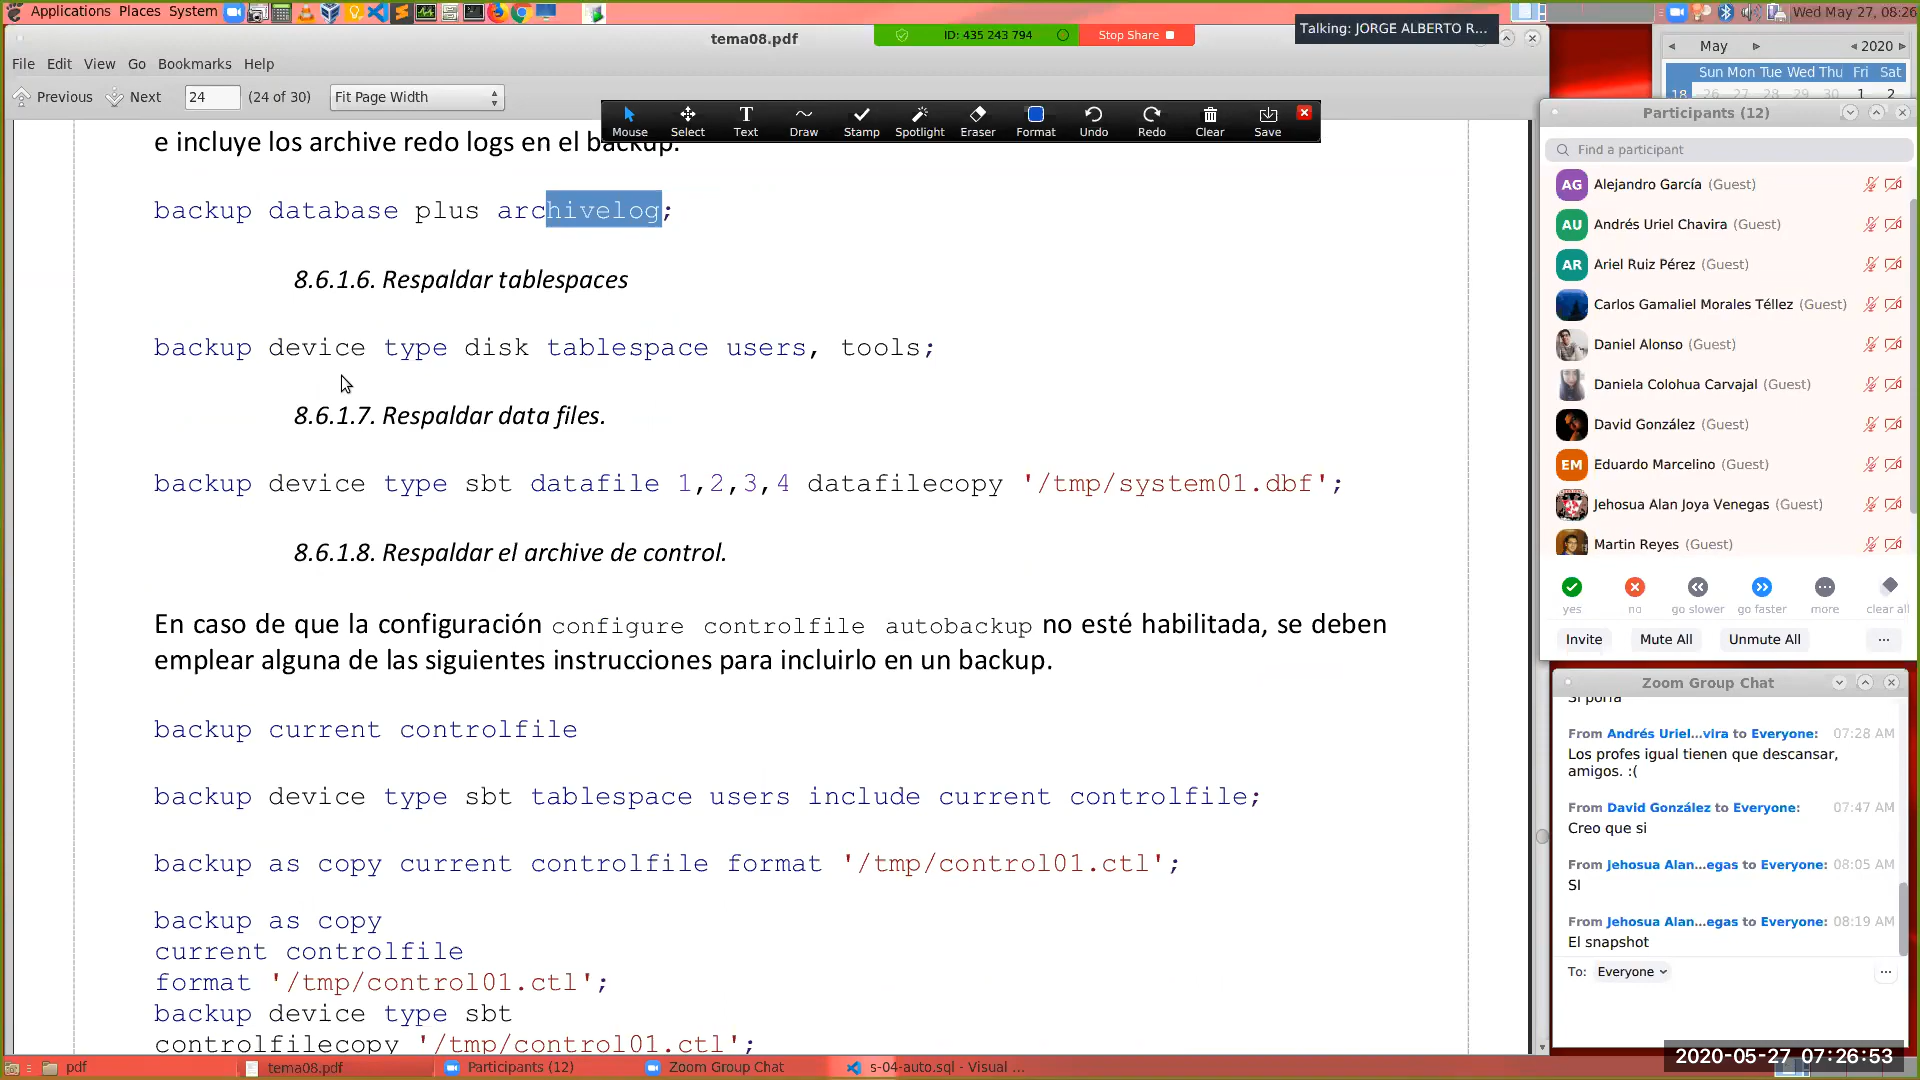 Applications Places System
Wed May 27, 08:26
tema08.pdf
ID: 435 243 794
Stop Share
Talking: JORGE ALBERTO R...
File Edit View Go Bookmarks Help
Previous Next 24 (24 of 30) Fit Page Width
Mouse Select Text Draw Stamp Spotlight Eraser Format Undo Redo Clear Save
e incluye los archive redo logs en el backup.
backup database plus archivelog;
8.6.1.6. Respaldar tablespaces
backup device type disk tablespace users, tools;
8.6.1.7. Respaldar data files.
backup device type sbt datafile 1,2,3,4 datafilecopy '/tmp/system01.dbf';
8.6.1.8. Respaldar el archive de control.
En caso de que la configuración configure controlfile autobackup no esté habilitada, se deben
emplear alguna de las siguientes instrucciones para incluirlo en un backup.
backup current controlfile
backup device type sbt tablespace users include current controlfile;
backup as copy current controlfile format '/tmp/control01.ctl';
backup as copy
current controlfile
format '/tmp/control01.ctl';
backup device type sbt
controlfilecopy '/tmp/control01.ctl';
May 2020
Sun Mon Tue Wed Thu Fri Sat
18 26 27 28 29 30 1 2
Participants (12)
Find a participant
AG Alejandro García (Guest)
AU Andrés Uriel Chavira (Guest)
AR Ariel Ruiz Pérez (Guest)
Carlos Gamaliel Morales Téllez (Guest)
Daniel Alonso (Guest)
Daniela Colohua Carvajal (Guest)
David González (Guest)
EM Eduardo Marcelino (Guest)
Jehosua Alan Joya Venegas (Guest)
Martin Reyes (Guest)
yes no go slower go faster more clear all
Invite Mute All Unmute All ...
Zoom Group Chat
Si porfa
From Andrés Uriel...vira to Everyone: 07:28 AM
Los profes igual tienen que descansar,
amigos. :(
From David González to Everyone: 07:47 AM
Creo que si
From Jehosua Alan...egas to Everyone: 08:05 AM
SI
From Jehosua Alan...egas to Everyone: 08:19 AM
El snapshot
To: Everyone ...
2020-05-27 07:26:53
pdf
tema08.pdf
Participants (12)
Zoom Group Chat
s-04-auto.sql - Visual ...